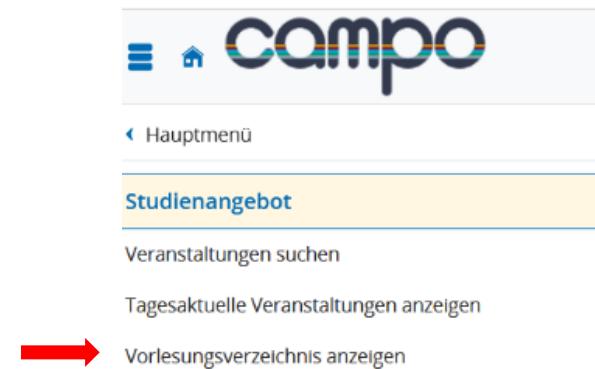 campo
Hauptmenü
Studienangebot
Veranstaltungen suchen
Tagesaktuelle Veranstaltungen anzeigen
Vorlesungsverzeichnis anzeigen